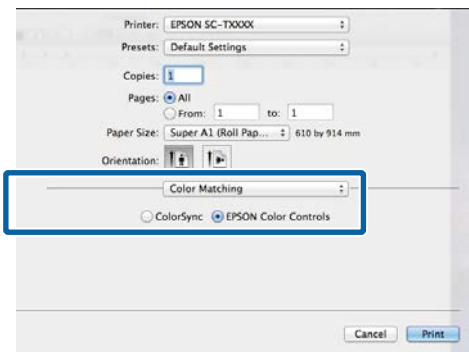 Printer: EPSON SC-TXXXX
Presets: Default Settings
Copies: 1
Pages: All
From: 1 to: 1
Paper Size: Super A1 (Roll Pap... 610 by 914 mm
Orientation:
Color Matching
ColorSync EPSON Color Controls
Cancel Print